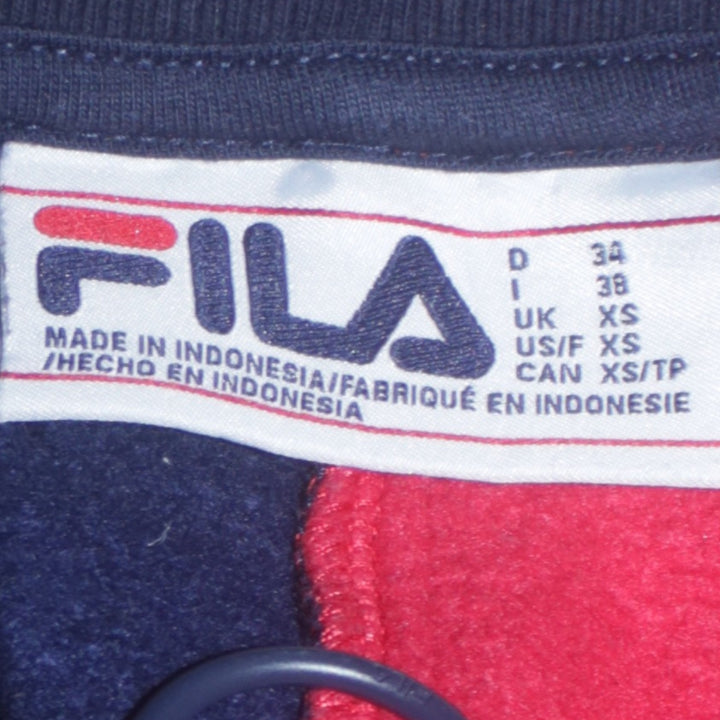 FILA
D 34
I 38
UK XS
US/F XS
CAN XS/TP
MADE IN INDONESIA/FABRIQUÉ EN INDONESIE
/HECHO EN INDONESIA